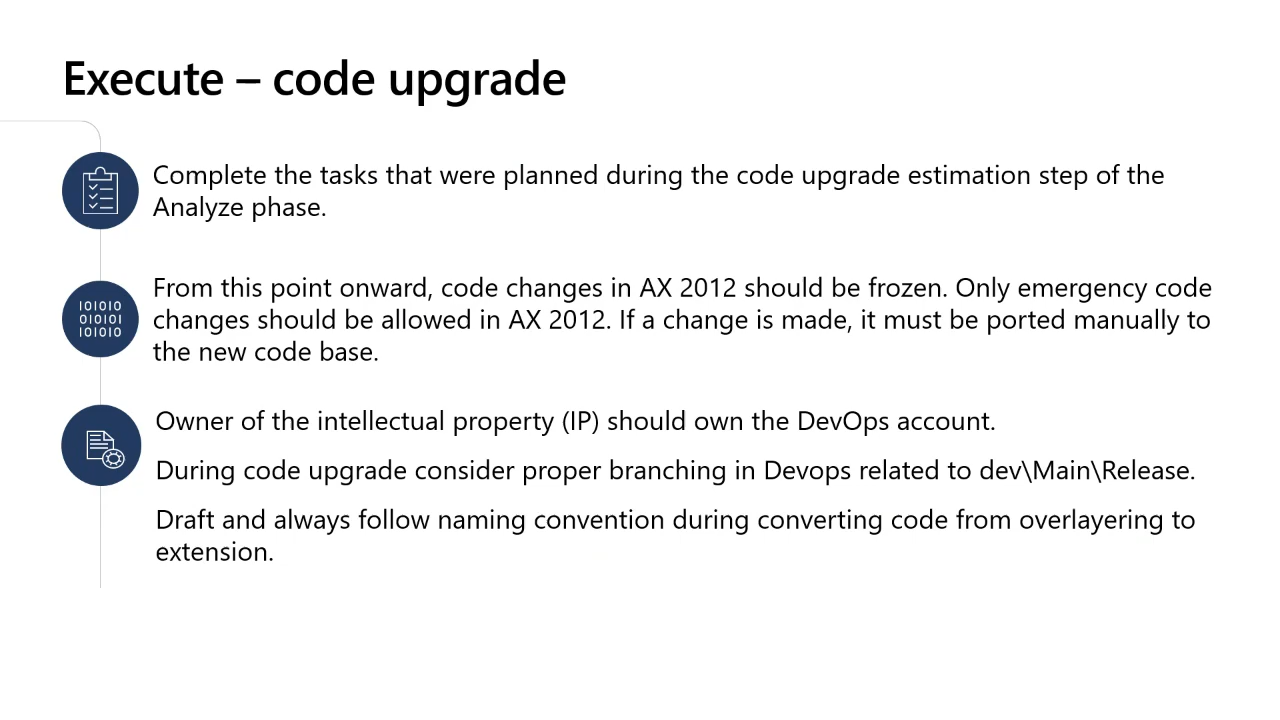 Execute – code upgrade
Complete the tasks that were planned during the code upgrade estimation step of the
Analyze phase.
IOIOIO
OIOIOI
IOIOIO
From this point onward, code changes in AX 2012 should be frozen. Only emergency code
changes should be allowed in AX 2012. If a change is made, it must be ported manually to
the new code base.
Owner of the intellectual property (IP) should own the DevOps account.
During code upgrade consider proper branching in Devops related to dev\Main\Release.
Draft and always follow naming convention during converting code from overlayering to
extension.